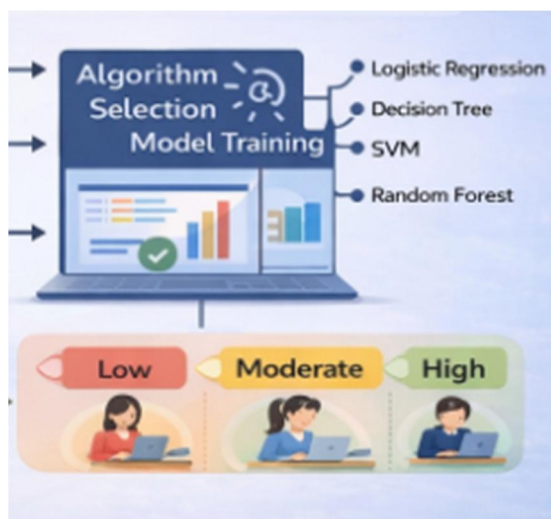 Algorithm
Selection
Model Training
Logistic Regression
Decision Tree
SVM
Random Forest
Low
Moderate
High